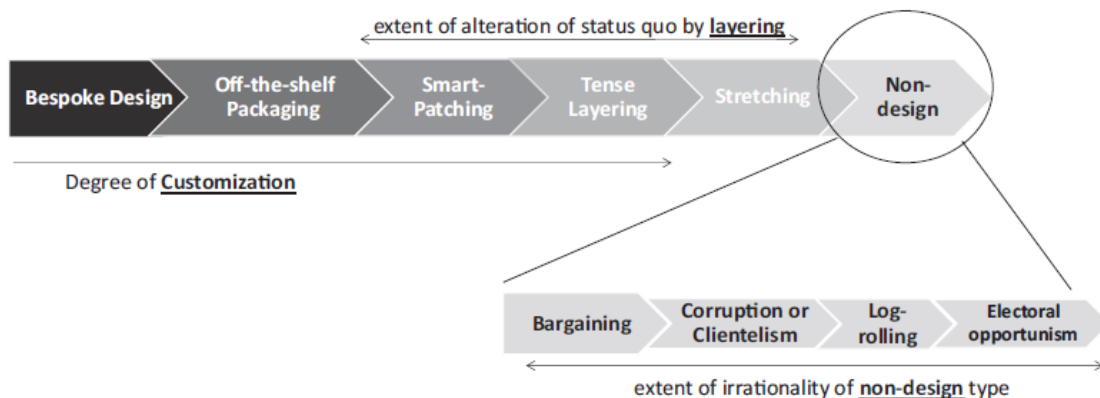 extent of alteration of status quo by layering
Bespoke Design
Off-the-shelf
Packaging
Smart-
Patching
Tense
Layering
Stretching
Non-
design
Degree of Customization
Bargaining
Corruption or
Clientelism
Log-
rolling
Electoral
opportunism
extent of irrationality of non-design type